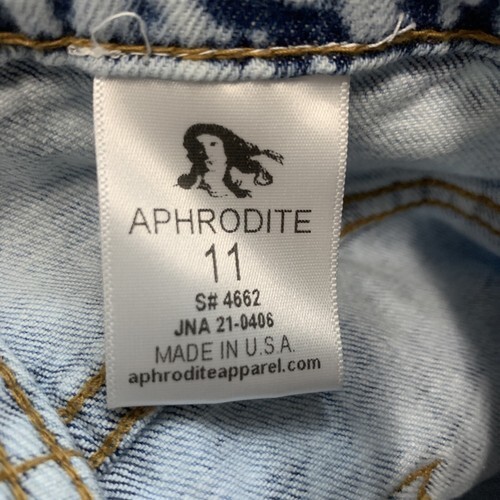 APHRODITE
11
S# 4662
JNA 21-0406
MADE IN U.S.A.
aphroditeapparel.com